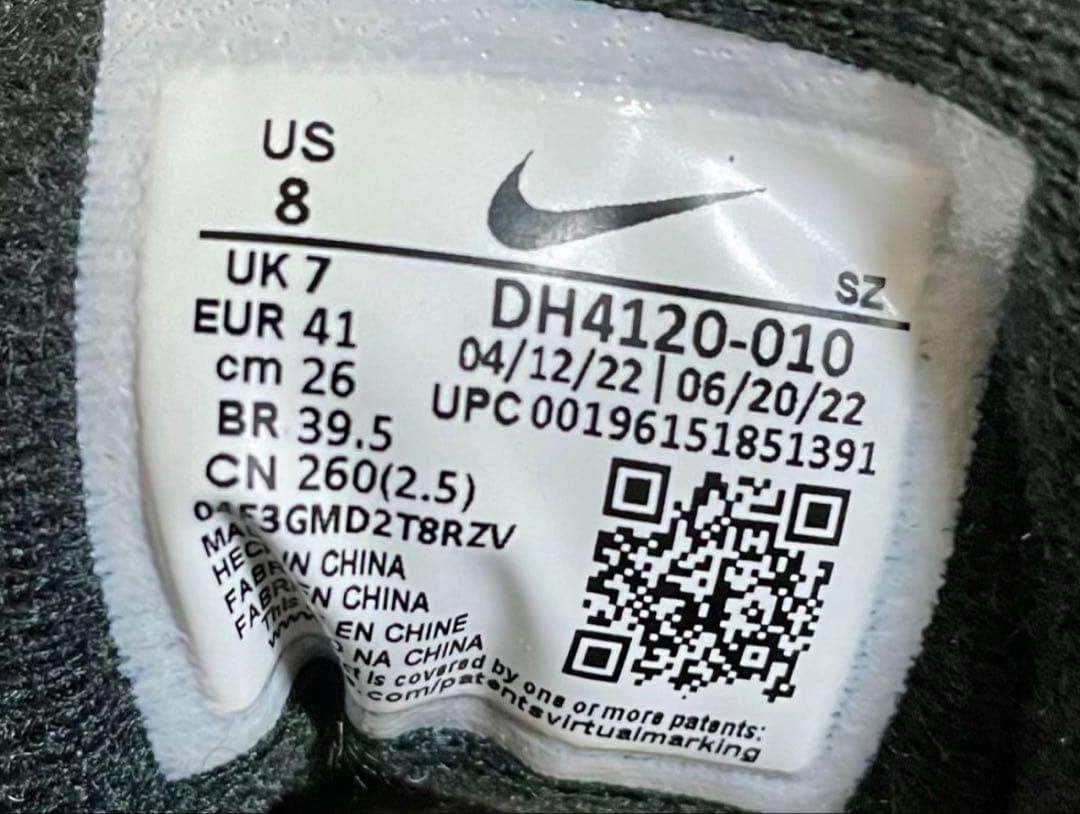 US
8
SZ
UK 7
EUR 41
cm 26
BR 39.5
CN 260(2.5)
DH4120-010
04/12/22 | 06/20/22
UPC 00196151851391
3GMD2T8RZV
IN CHINA
EN CHINA
EN CHINE
NA CHINA
is covered by one or more patents:
.com/patentsvirtualmarking